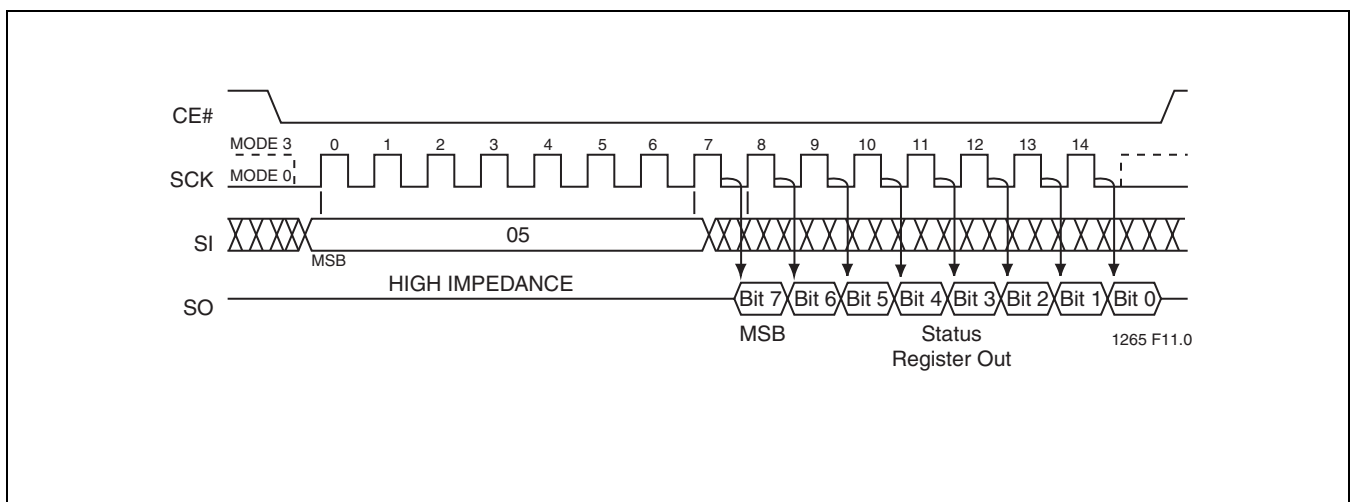 CE#
MODE 3
0 1 2 3 4 5 6 7 8 9 10 11 12 13 14
SCK
MODE 0
SI
05
MSB
HIGH IMPEDANCE
SO
Bit 7 Bit 6 Bit 5 Bit 4 Bit 3 Bit 2 Bit 1 Bit 0
MSB
Status
Register Out
1265 F11.0